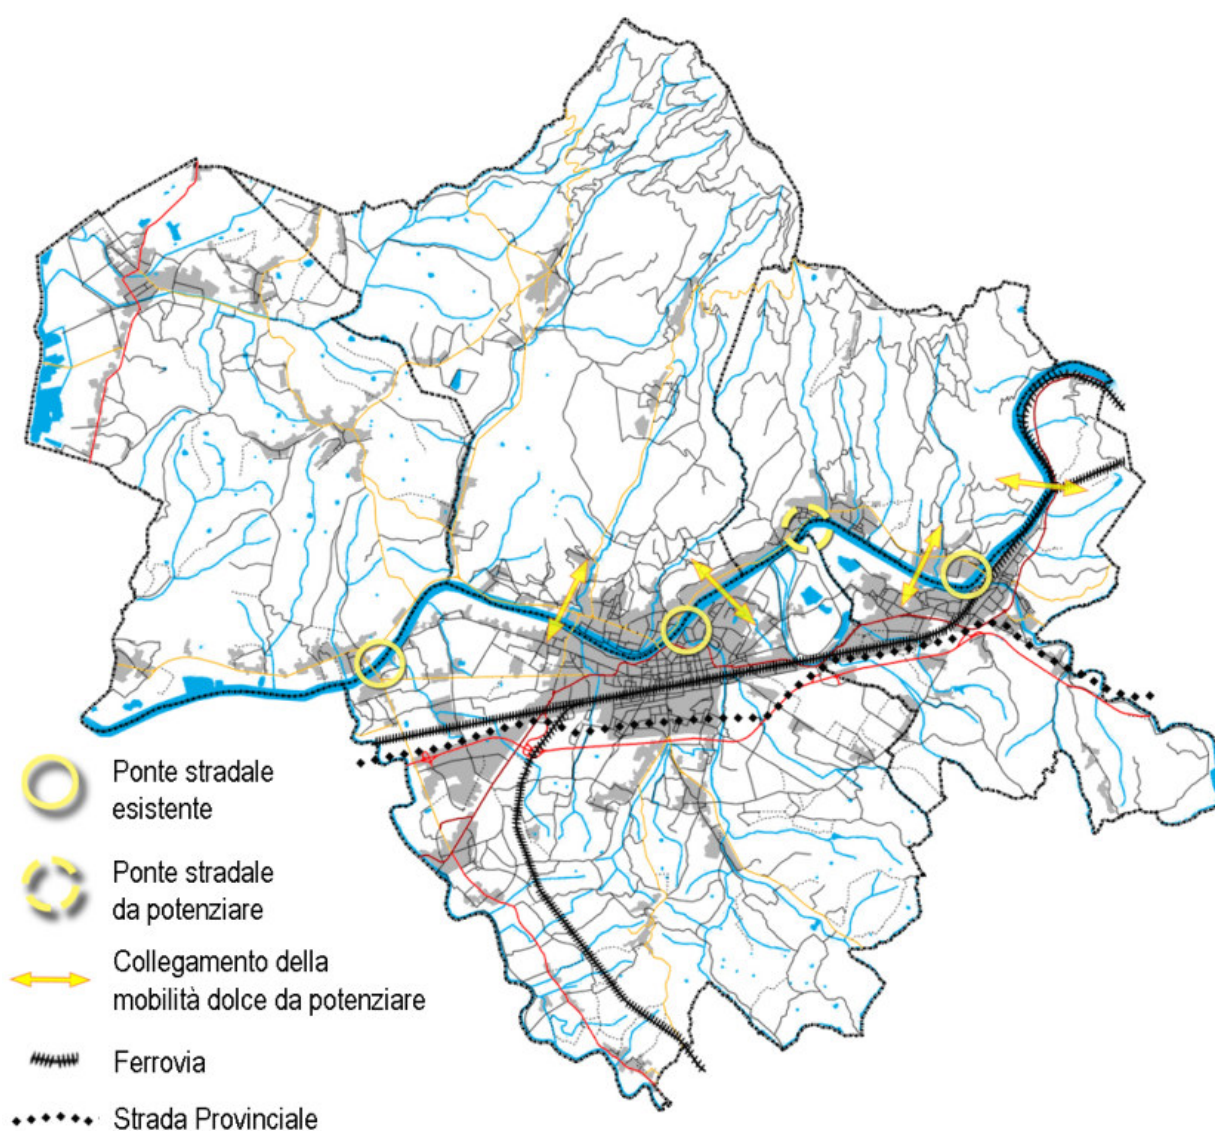 Ponte stradale
esistente
Ponte stradale
da potenziare
Collegamento della
mobilità dolce da potenziare
Ferrovia
Strada Provinciale